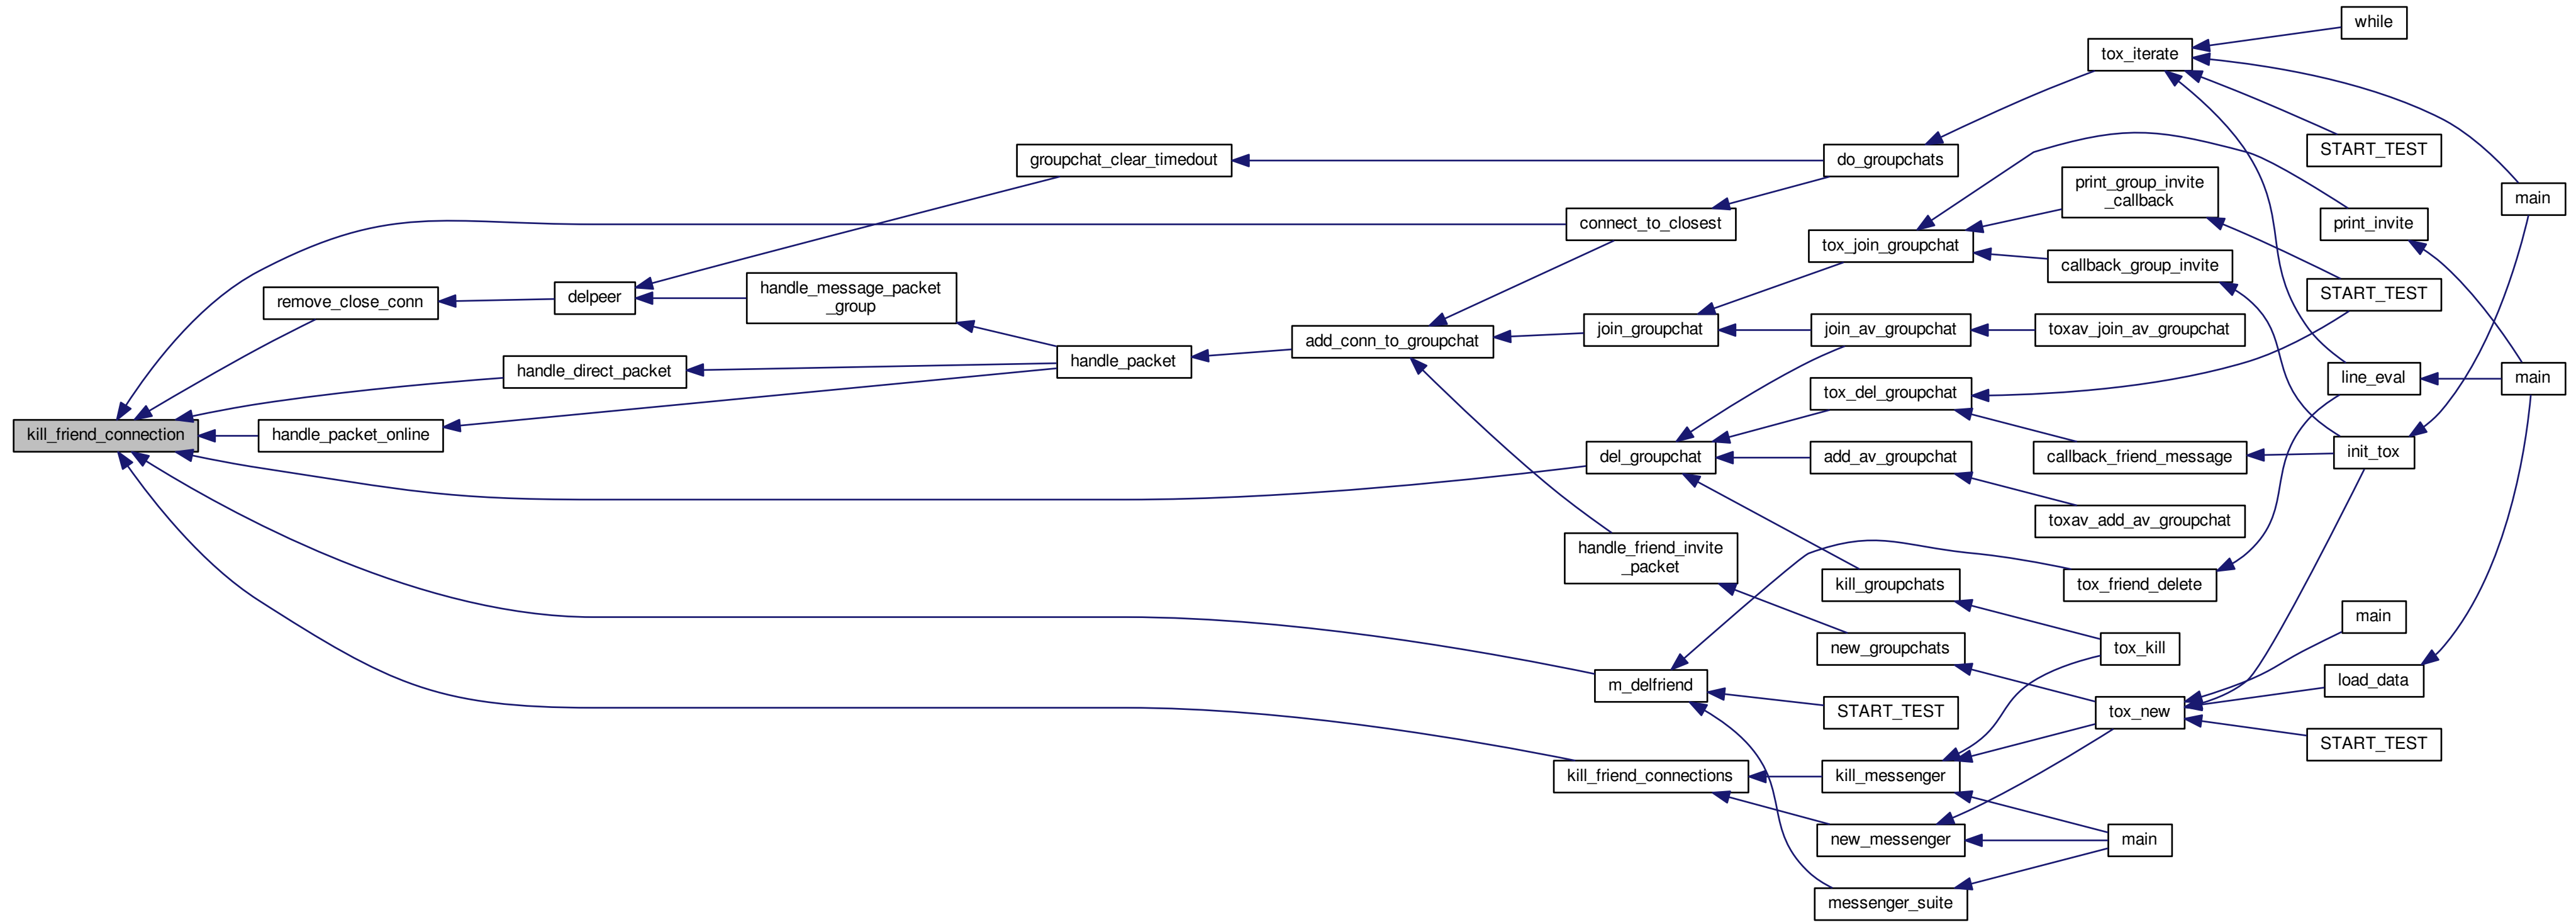 while
tox_iterate
START_TEST
groupchat_clear_timedout
do_groupchats
print_group_invite
_callback
main
connect_to_closest
print_invite
tox_join_groupchat
callback_group_invite
remove_close_conn
delpeer
handle_message_packet
_group
START_TEST
join_groupchat
join_av_groupchat
toxav_join_av_groupchat
add_conn_to_groupchat
handle_packet
handle_direct_packet
line_eval
main
tox_del_groupchat
kill_friend_connection
handle_packet_online
del_groupchat
add_av_groupchat
callback_friend_message
init_tox
toxav_add_av_groupchat
handle_friend_invite
_packet
kill_groupchats
tox_friend_delete
main
new_groupchats
tox_kill
m_delfriend
load_data
START_TEST
tox_new
START_TEST
kill_friend_connections
kill_messenger
new_messenger
main
messenger_suite